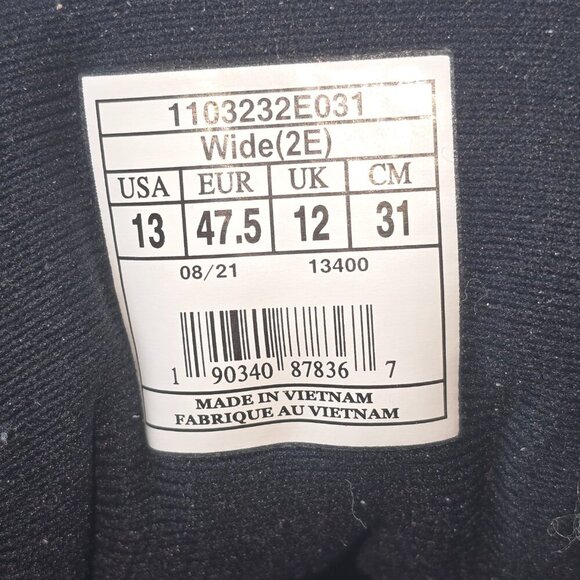 1103232E031
Wide(2E)
USA EUR UK CM
13 47.5 12 31
08/21 13400
1 90340 87836 7
MADE IN VIETNAM
FABRIQUE AU VIETNAM